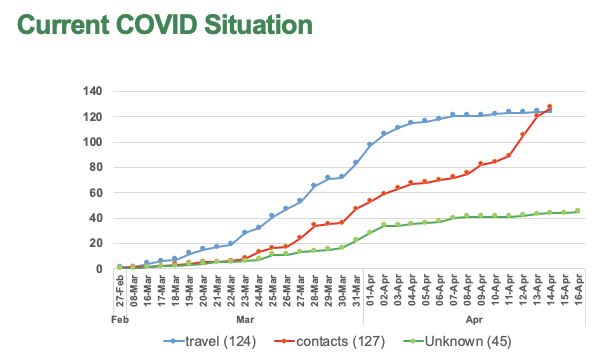 Current COVID Situation
140
120
100
80
60
40
20
0
27-Feb
08-Mar
16-Mar
17-Mar
18-Mar
19-Mar
20-Mar
21-Mar
22-Mar
23-Mar
24-Mar
25-Mar
26-Mar
27-Mar
28-Mar
29-Mar
30-Mar
31-Mar
01-Apr
02-Apr
03-Apr
04-Apr
05-Apr
06-Apr
07-Apr
08-Apr
09-Apr
10-Apr
11-Apr
12-Apr
13-Apr
14-Apr
15-Apr
16-Apr
Feb Mar Apr
travel (124) contacts (127) Unknown (45)